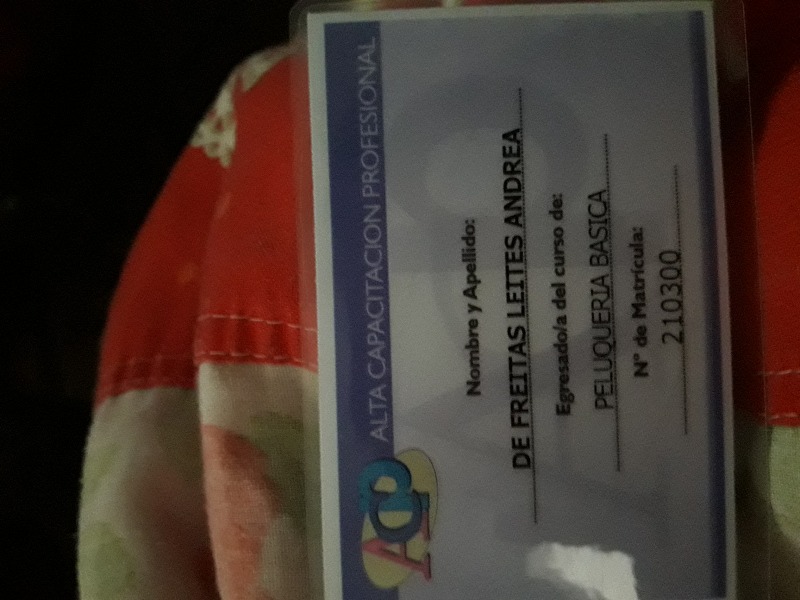 ALTA CAPACITACION PROFESIONAL
ACP
Nombre y Apellido:
DE FREITAS LEITES ANDREA
Egresado/a del curso de:
PELUQUERIA BASICA
N° de Matrícula:
210300